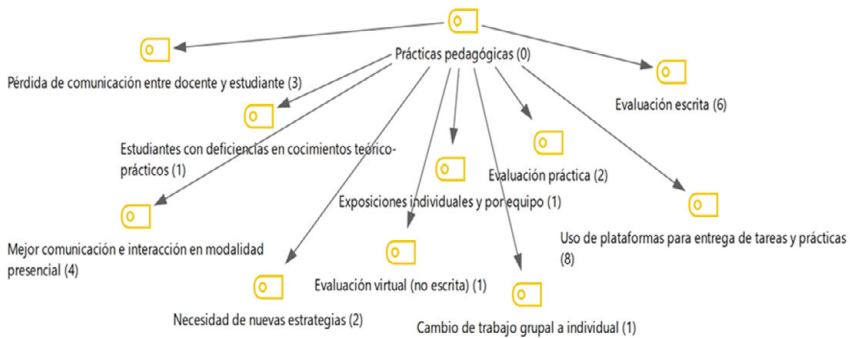 Prácticas pedagógicas (0)
Pérdida de comunicación entre docente y estudiante (3)
Evaluación escrita (6)
Estudiantes con deficiencias en cocimientos teórico-
prácticos (1)
Evaluación práctica (2)
Exposiciones individuales y por equipo (1)
Mejor comunicación e interacción en modalidad
presencial (4)
Uso de plataformas para entrega de tareas y prácticas
(8)
Evaluación virtual (no escrita) (1)
Necesidad de nuevas estrategias (2)
Cambio de trabajo grupal a individual (1)